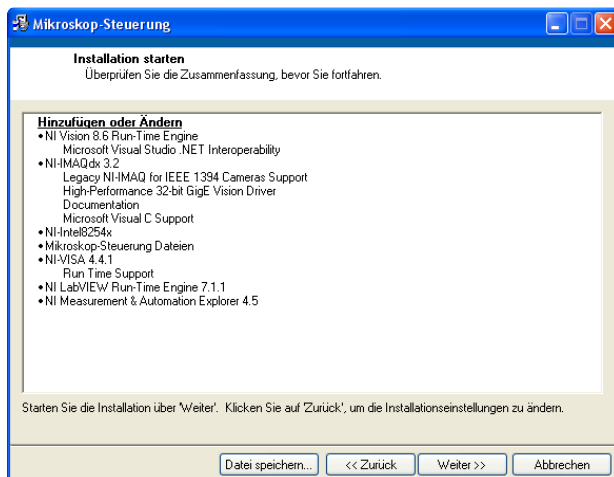 Mikroskop-Steuerung
Installation starten
Überprüfen Sie die Zusammenfassung, bevor Sie fortfahren.
Hinzufügen oder Ändern
•NI Vision 8.6 Run-Time Engine
Microsoft Visual Studio .NET Interoperability
•NI-IMAQdx 3.2
Legacy NI-IMAQ for IEEE 1394 Cameras Support
High-Performance 32-bit GigE Vision Driver
Documentation
Microsoft Visual C Support
•NI-Intel8254x
•Mikroskop-Steuerung Dateien
•NI-VISA 4.4.1
Run Time Support
•NI LabVIEW Run-Time Engine 7.1.1
•NI Measurement & Automation Explorer 4.5
Starten Sie die Installation über 'Weiter'. Klicken Sie auf 'Zurück', um die Installationseinstellungen zu ändern.
Datei speichern... << Zurück Weiter >> Abbrechen